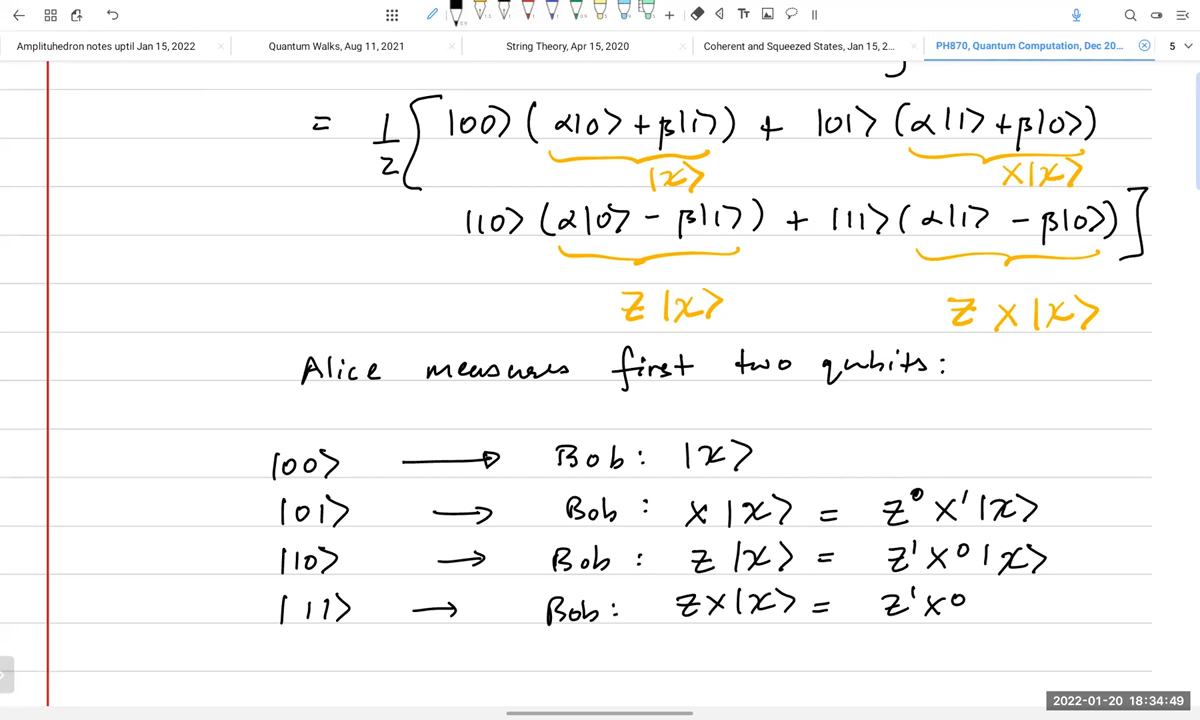 Amplituhedron notes uptil Jan 15, 2022 Quantum Walks, Aug 11, 2021 String Theory, Apr 15, 2020 Coherent and Squeezed States, Jan 15, 2... PH870, Quantum Computation, Dec 20... 5
= 1/2 [ |00⟩ ( α|0⟩ + β|1⟩ ) + |01⟩ ( α|1⟩ + β|0⟩ )
|x⟩ X|x⟩
|10⟩ ( α|0⟩ - β|1⟩ ) + |11⟩ ( α|1⟩ - β|0⟩ ) ]
Z|x⟩ Z X|x⟩
Alice measures first two qubits:
|00⟩ ⟶ Bob: |x⟩
|01⟩ → Bob: X|x⟩ = Z⁰X¹|x⟩
|10⟩ → Bob: Z|x⟩ = Z¹X⁰|x⟩
|11⟩ → Bob: ZX|x⟩ = Z¹X⁰
2022-01-20 18:34:49